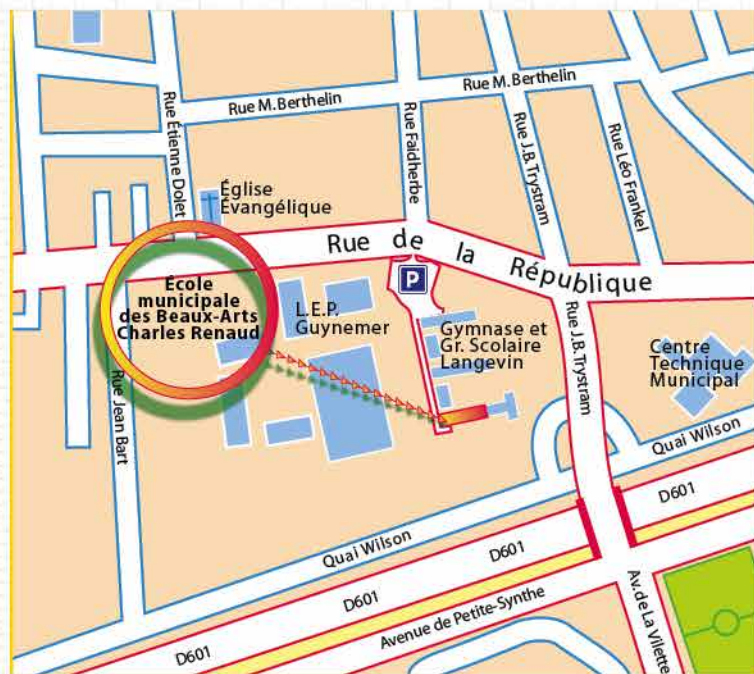 Rue M. Berthelin
Rue M. Berthelin
Rue Étienne Dolet
Rue Faidherbe
Rue J.B. Trystram
Rue Léo Frankel
Église
Évangélique
Rue de la République
École
municipale
des Beaux-Arts
Charles Renaud
P
L.E.P.
Guynemer
Gymnase et
Gr. Scolaire
Langevin
Rue J.B. Trystram
Centre
Technique
Municipal
Rue Jean Bart
Quai Wilson
D601
Quai Wilson
D601
D601
Avenue de Petite-Synthe
Av.de La Vilette
D601